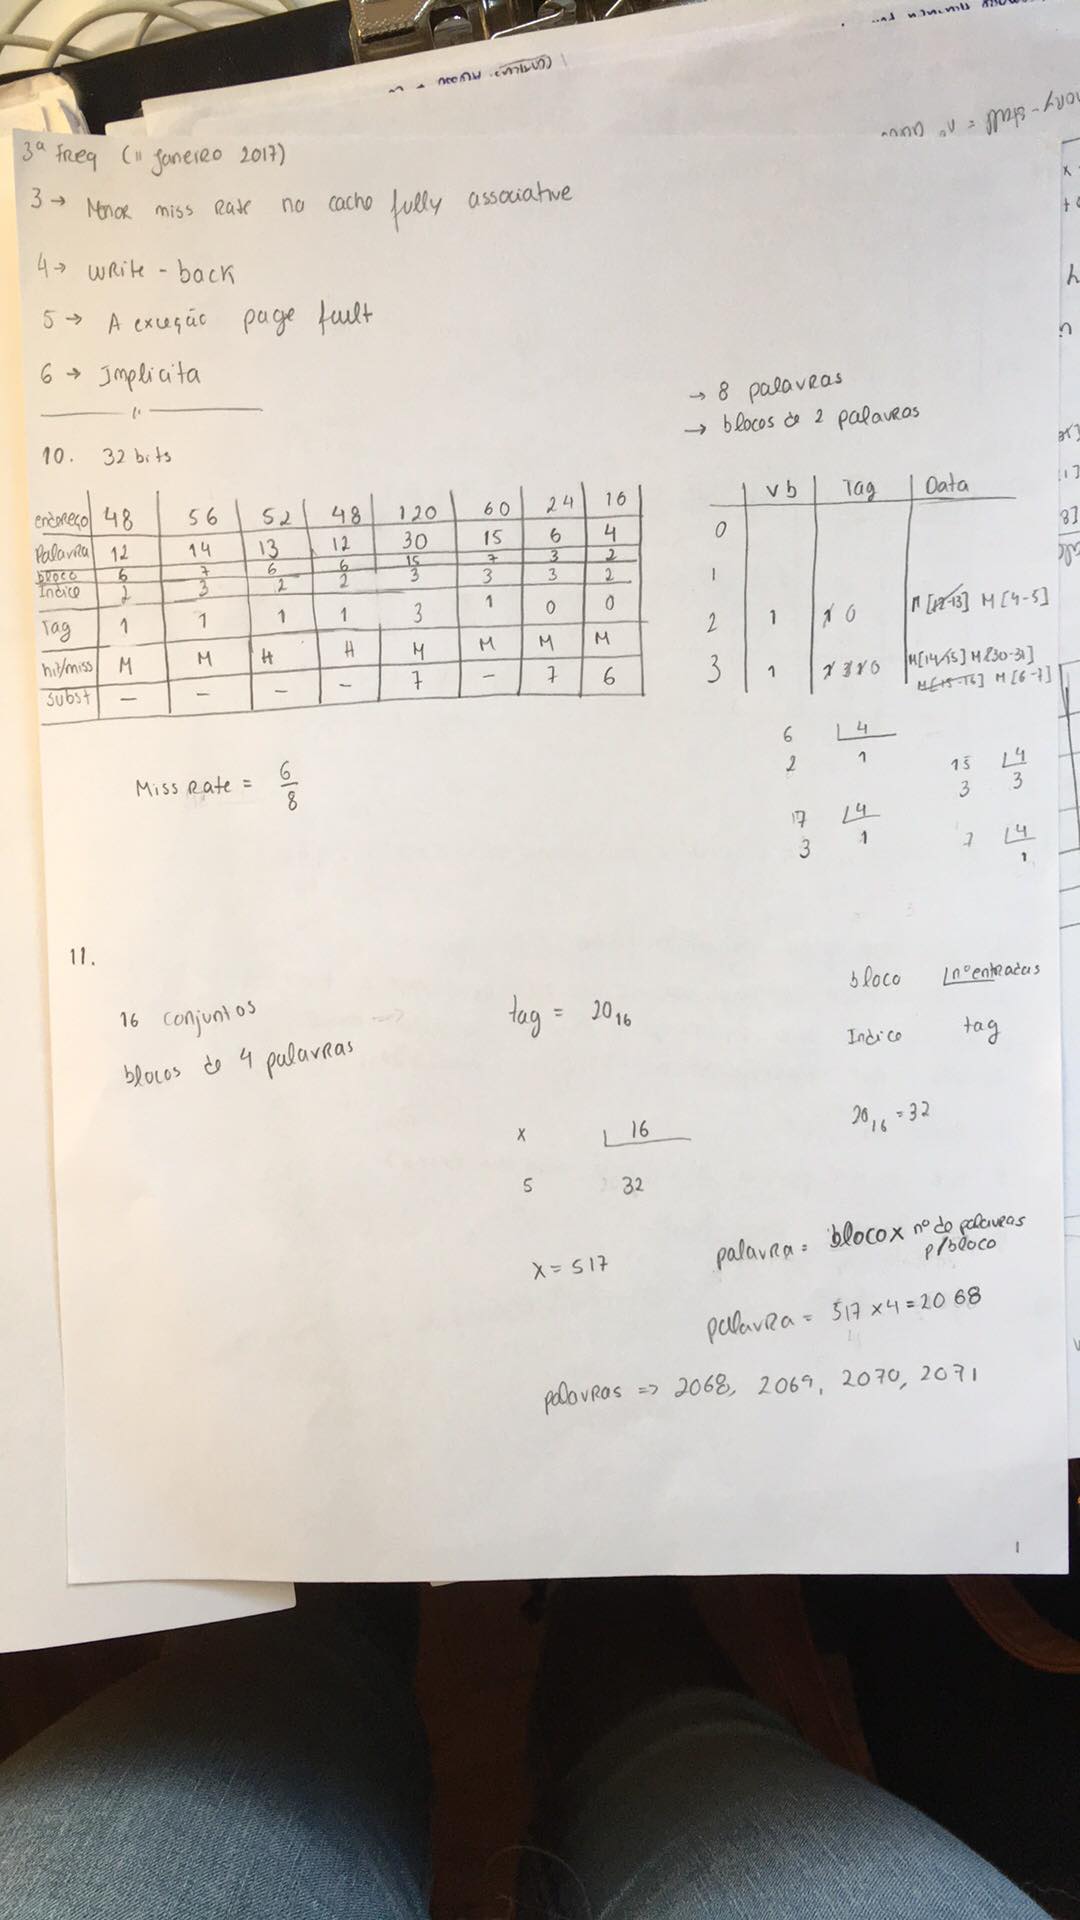 3ª Freq (11 janeiro 2017)
3 → Menor miss rate na cache fully associative
4 → write - back
5 → A exceção page fault
6 → Implicita
→ 8 palavras
→ blocos de 2 palavras
10. 32 bits
endereço 48 56 52 48 120 60 24 16
Palavra 12 14 13 12 30 15 6 4
bloco 6 7 6 6 15 7 3 2
Indice 2 3 2 2 3 3 3 2
Tag 1 1 1 1 3 1 0 0
hit/miss M M H H M M M M
Subst — — — — 7 — 7 6
vb Tag Data
0
1
2 1 1 0 M[12-13] M[4-5]
3 1 1 3 1 0 M[14-15] M[30-31]
M[15-16] M[6-7]
Miss Rate = 6/8
6 4
2 1
15 4
3 3
17 4
3 1
7 4
1
11.
16 conjuntos
blocos de 4 palavras
tag = 20₁₆
bloco nº entradas
Indice tag
20₁₆ = 32
x 16
5 32
x = 517
palavra = bloco x nº de palavras p/bloco
palavra = 517 x 4 = 2068
palavras => 2068, 2069, 2070, 2071
1